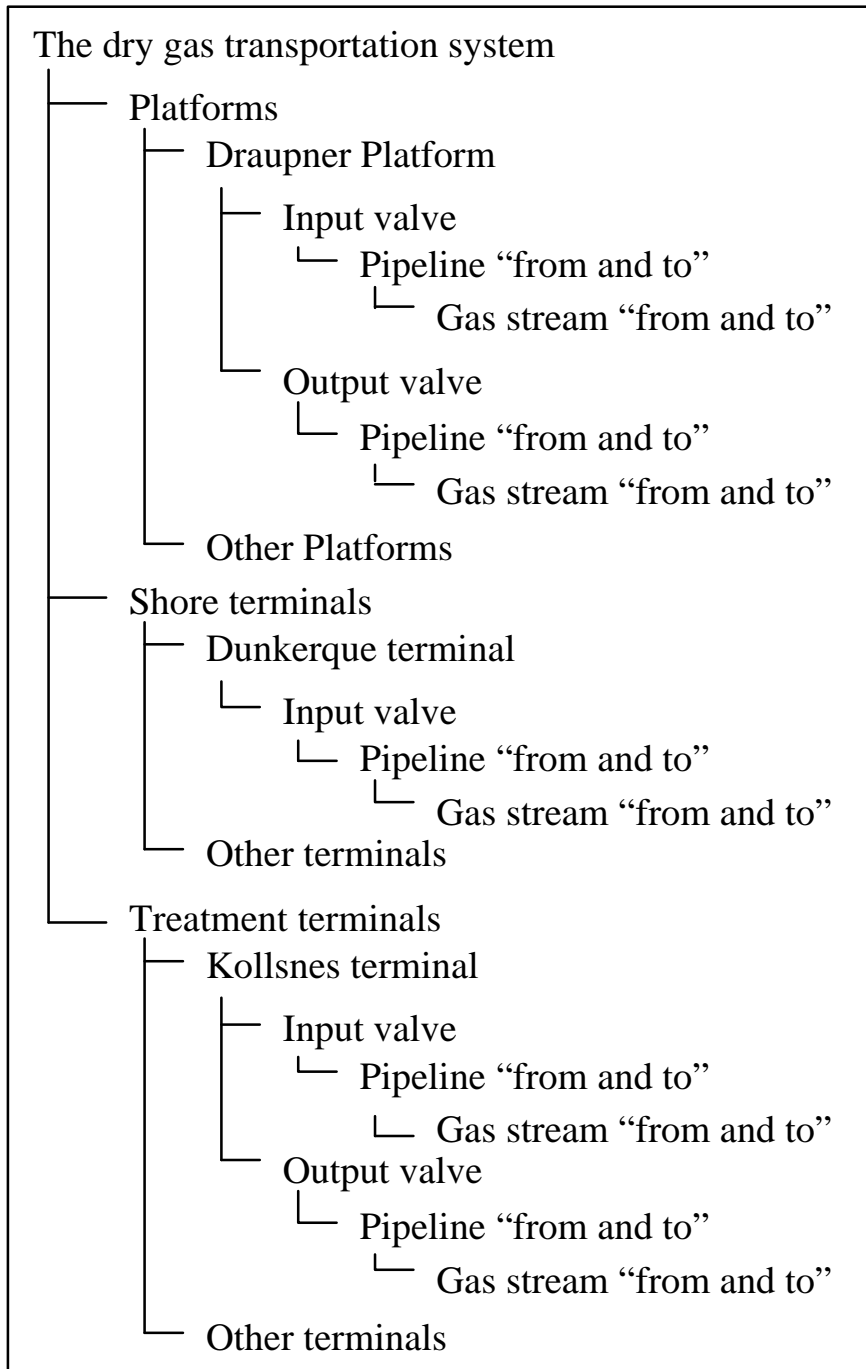 The dry gas transportation system
Platforms
Draupner Platform
Input valve
Pipeline “from and to”
Gas stream “from and to”
Output valve
Pipeline “from and to”
Gas stream “from and to”
Other Platforms
Shore terminals
Dunkerque terminal
Input valve
Pipeline “from and to”
Gas stream “from and to”
Other terminals
Treatment terminals
Kollsnes terminal
Input valve
Pipeline “from and to”
Gas stream “from and to”
Output valve
Pipeline “from and to”
Gas stream “from and to”
Other terminals